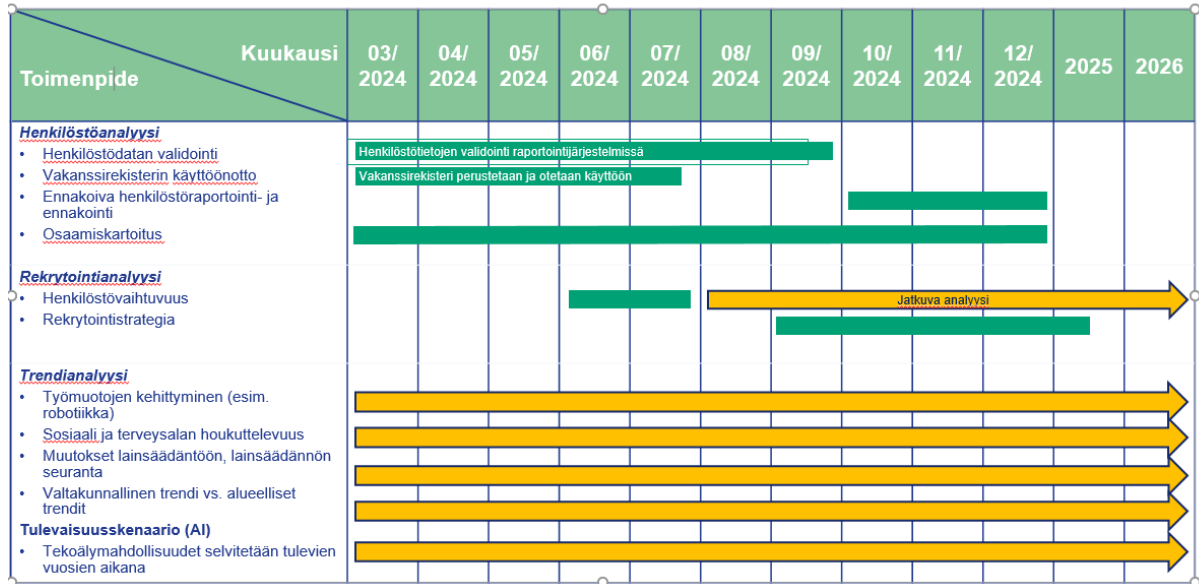 Kuukausi
Toimenpide
03/
2024
04/
2024
05/
2024
06/
2024
07/
2024
08/
2024
09/
2024
10/
2024
11/
2024
12/
2024
2025
2026
Henkilöstöanalyysi
• Henkilöstödatan validointi
Henkilöstötietojen validointi raportointijärjestelmissä
• Vakanssirekisterin käyttöönotto
Vakanssirekisteri perustetaan ja otetaan käyttöön
• Ennakoiva henkilöstöraportointi- ja
ennakointi
• Osaamiskartoitus
Rekrytointianalyysi
• Henkilöstövaihtuvuus
Jatkuva analyysi
• Rekrytointistrategia
Trendianalyysi
• Työmuotojen kehittyminen (esim.
robotiikka)
• Sosiaali ja terveysalan houkuttelevuus
• Muutokset lainsäädäntöön, lainsäädännön
seuranta
• Valtakunnallinen trendi vs. alueelliset
trendit
Tulevaisuusskenaario (AI)
• Tekoälymahdollisuudet selvitetään tulevien
vuosien aikana